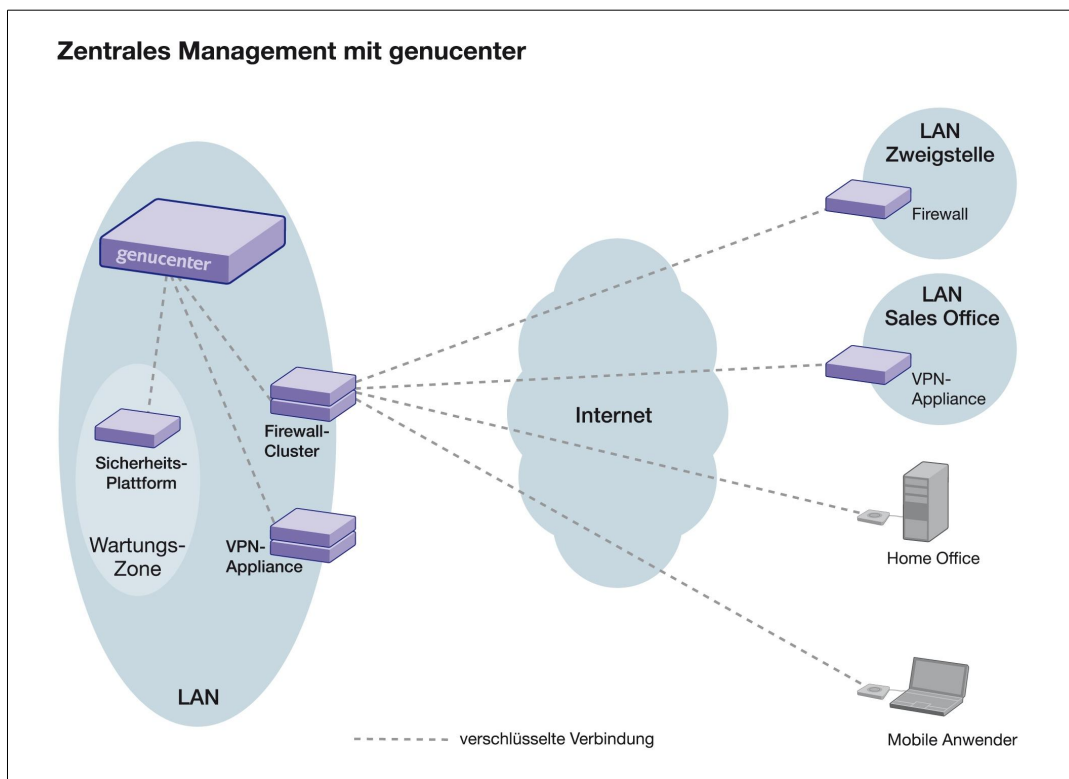 Zentrales Management mit genucenter
genucenter
Sicherheits-
Plattform
Wartungs-
Zone
Firewall-
Cluster
VPN-
Appliance
LAN
Internet
LAN
Zweigstelle
Firewall
LAN
Sales Office
VPN-
Appliance
Home Office
Mobile Anwender
verschlüsselte Verbindung